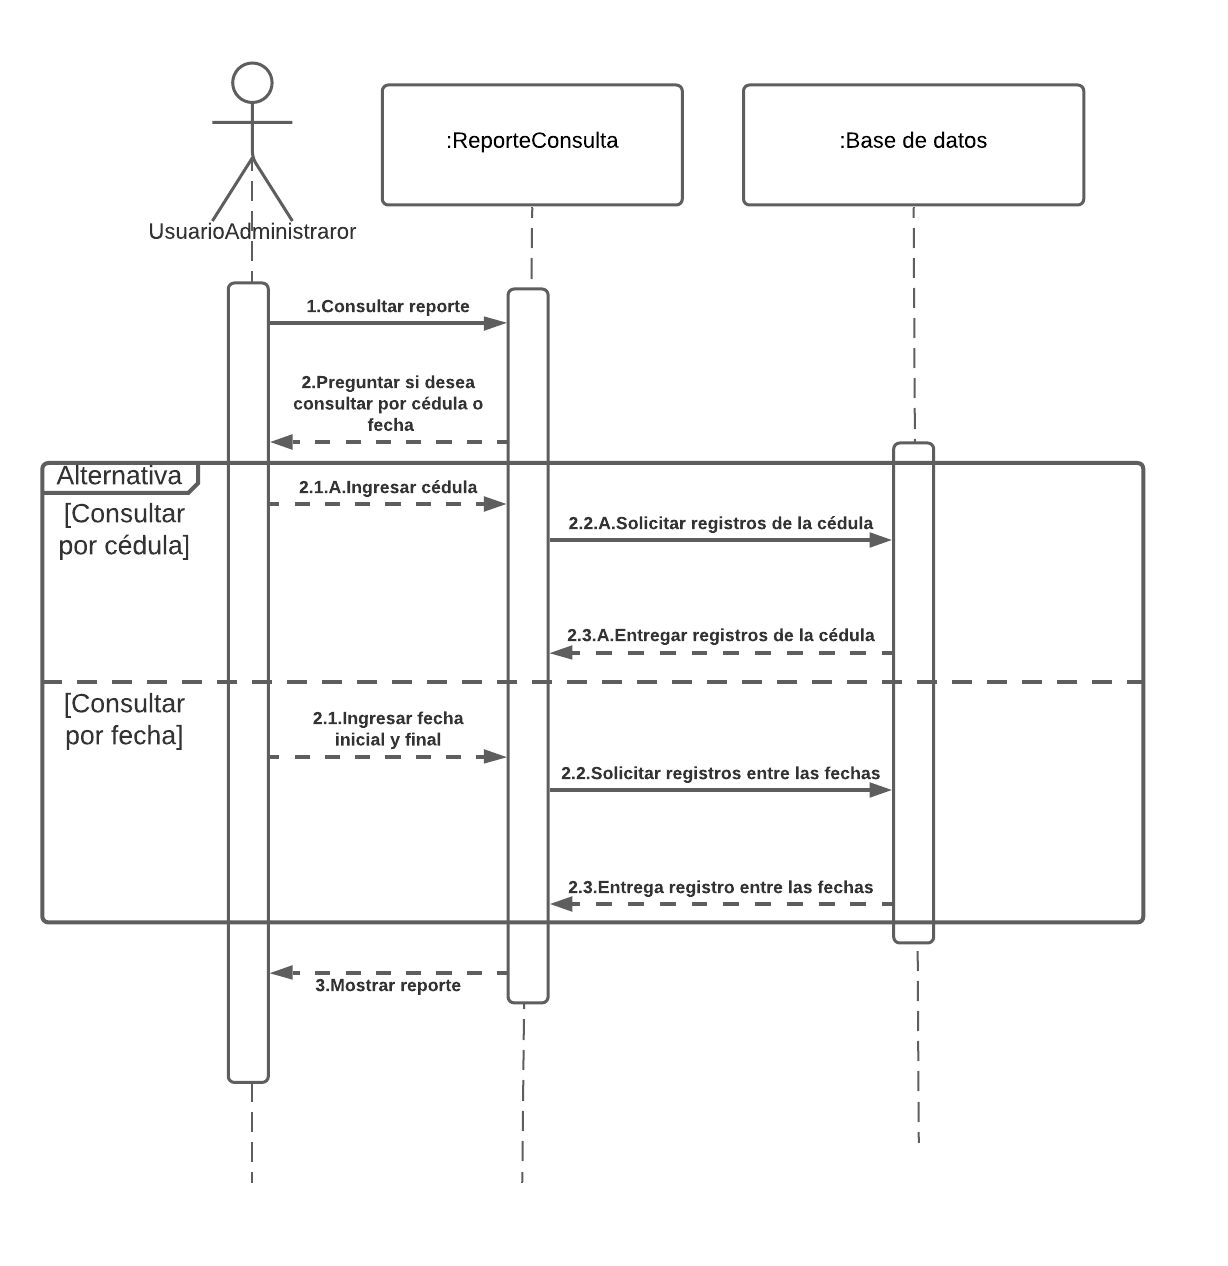 :ReporteConsulta
:Base de datos
UsuarioAdministraror
1.Consultar reporte
2.Preguntar si desea
consultar por cédula o
fecha
Alternativa
[Consultar
por cédula]
2.1.A.Ingresar cédula
2.2.A.Solicitar registros de la cédula
2.3.A.Entregar registros de la cédula
[Consultar
por fecha]
2.1.Ingresar fecha
inicial y final
2.2.Solicitar registros entre las fechas
2.3.Entrega registro entre las fechas
3.Mostrar reporte